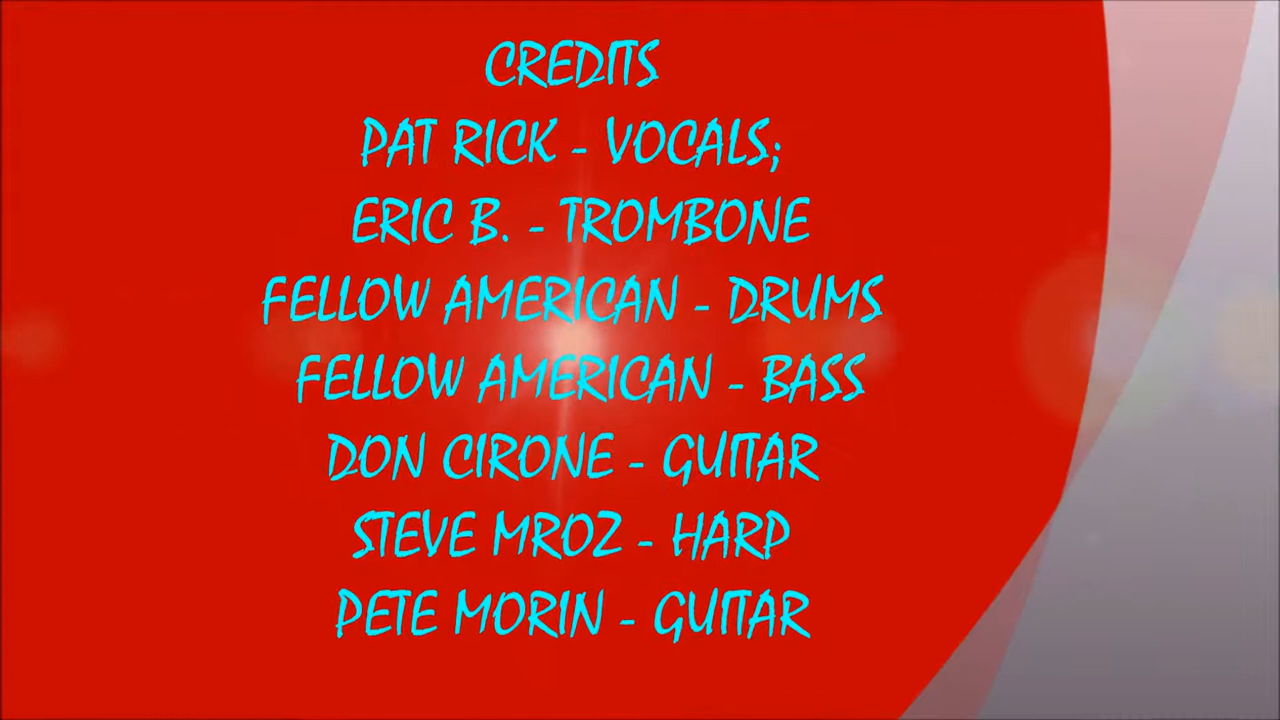 CREDITS
PAT RICK - VOCALS;
ERIC B. - TROMBONE
FELLOW AMERICAN - DRUMS
FELLOW AMERICAN - BASS
DON CIRONE - GUITAR
STEVE MROZ - HARP
PETE MORIN - GUITAR